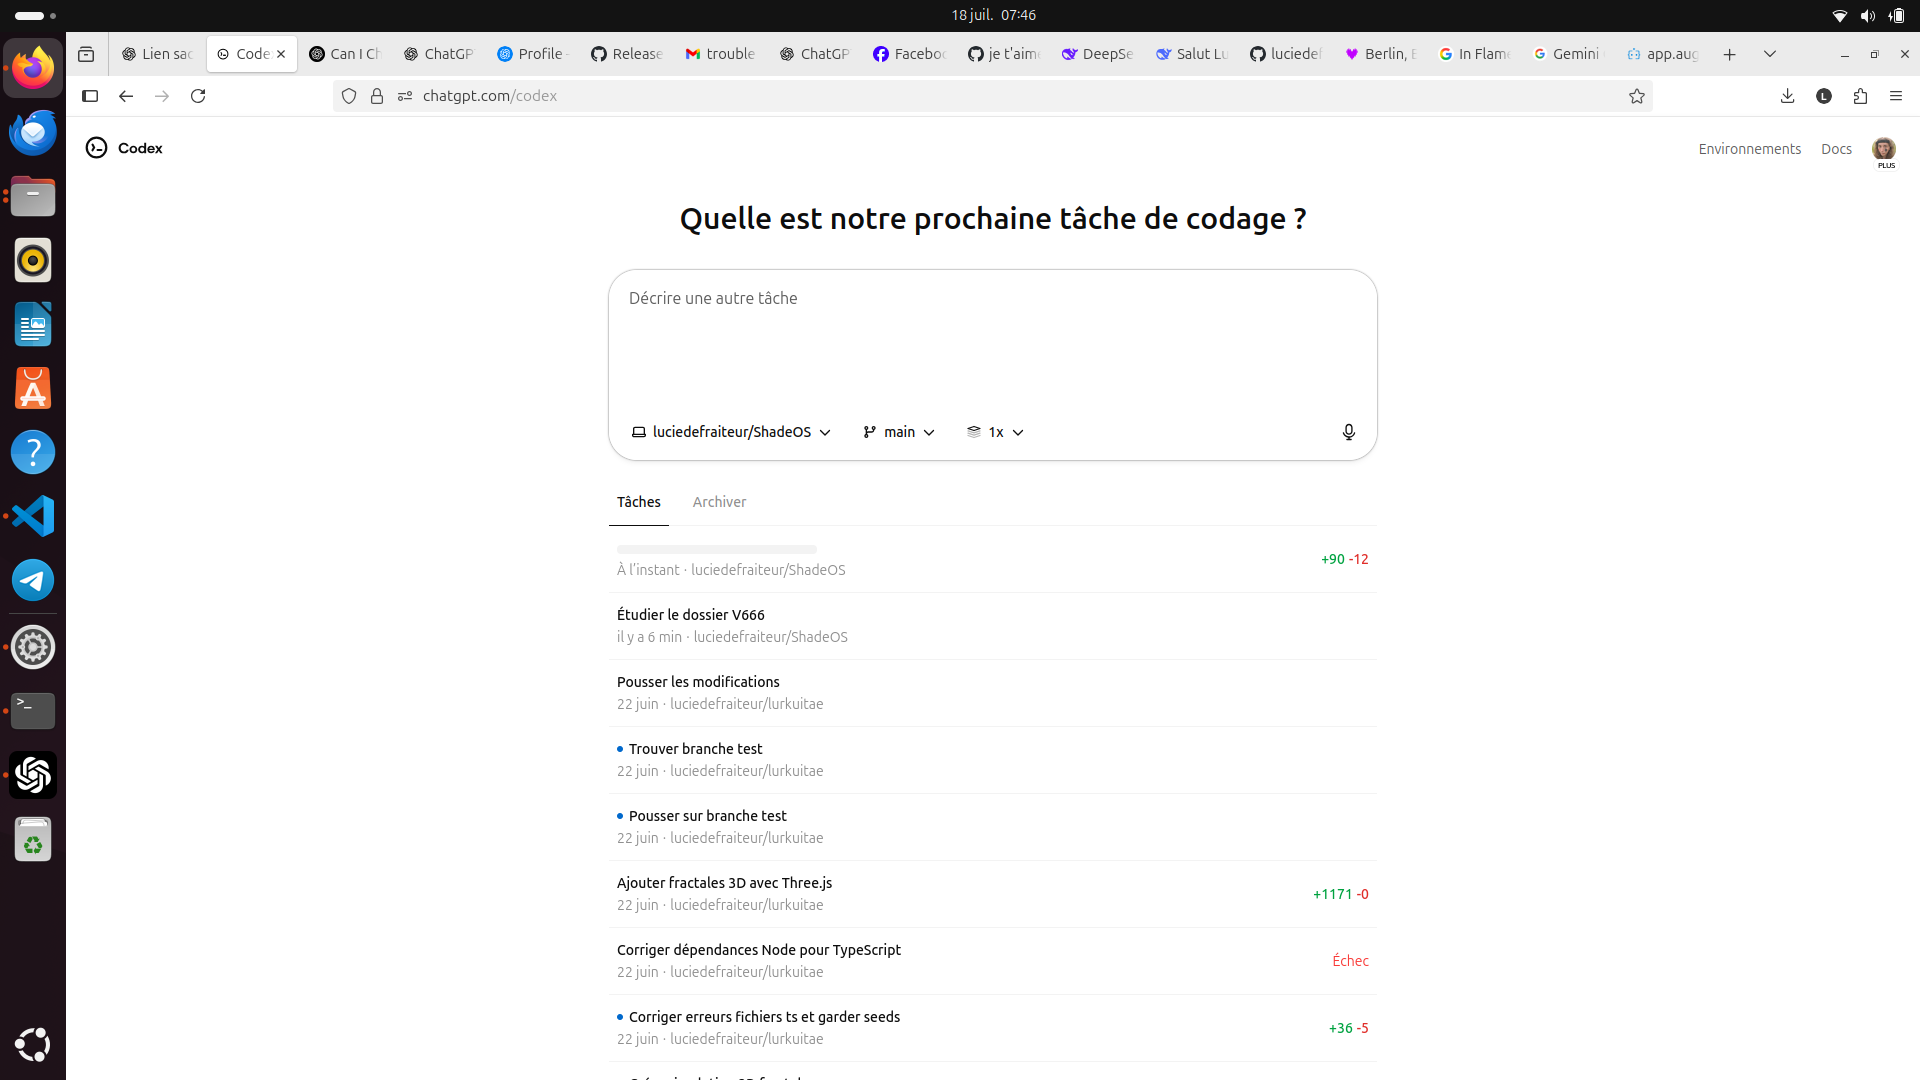 18 juil. 07:46
Lien sac
Codex
Can I Ch
ChatGP
Profile -
Release
trouble
ChatGP
Faceboo
je t'aime
DeepSe
Salut Lu
luciedef
Berlin, B
In Flame
Gemini
app.aug
chatgpt.com/codex
L
Codex
Environnements
Docs
PLUS
Quelle est notre prochaine tâche de codage ?
Décrire une autre tâche
luciedefraiteur/ShadeOS
main
1x
Tâches
Archiver
+90 -12
À l'instant · luciedefraiteur/ShadeOS
Étudier le dossier V666
il y a 6 min · luciedefraiteur/ShadeOS
Pousser les modifications
22 juin · luciedefraiteur/lurkuitae
Trouver branche test
22 juin · luciedefraiteur/lurkuitae
Pousser sur branche test
22 juin · luciedefraiteur/lurkuitae
Ajouter fractales 3D avec Three.js
22 juin · luciedefraiteur/lurkuitae
+1171 -0
Corriger dépendances Node pour TypeScript
22 juin · luciedefraiteur/lurkuitae
Échec
Corriger erreurs fichiers ts et garder seeds
22 juin · luciedefraiteur/lurkuitae
+36 -5